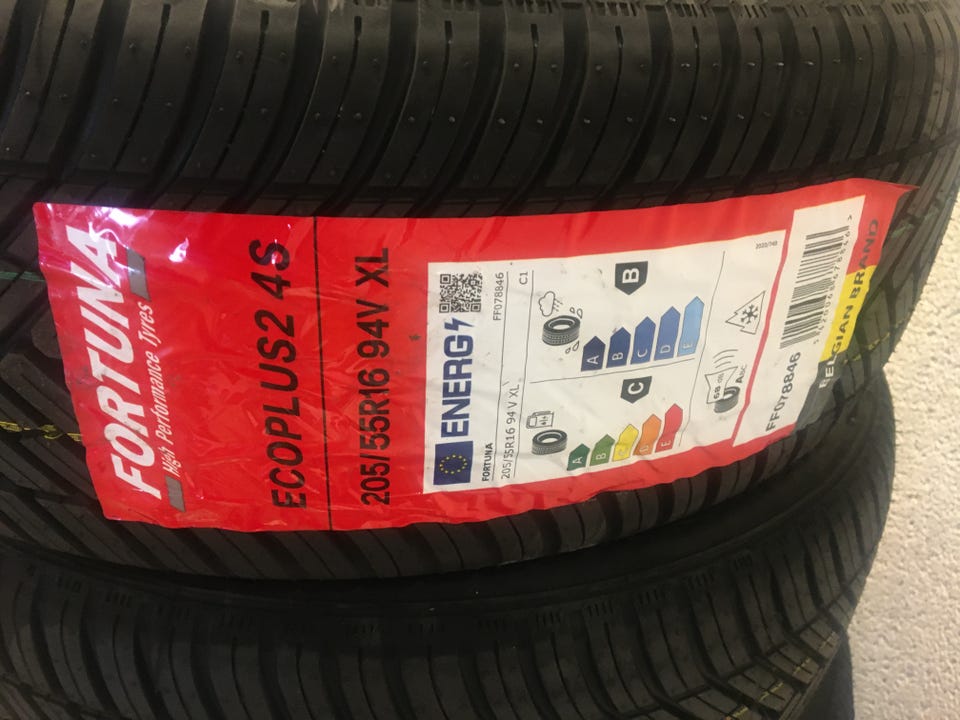 FORTUNA
High Performance Tyres
ECOPLUS2 4S
205/55R16 94V XL
ENERG
FORTUNA
205/55R16 94 V XL
FF078846
C1
B
A
B
C
D
E
C
A
B
C
D
E
68 dB
ABC
2020/740
FF078846
BELGIAN BRAND